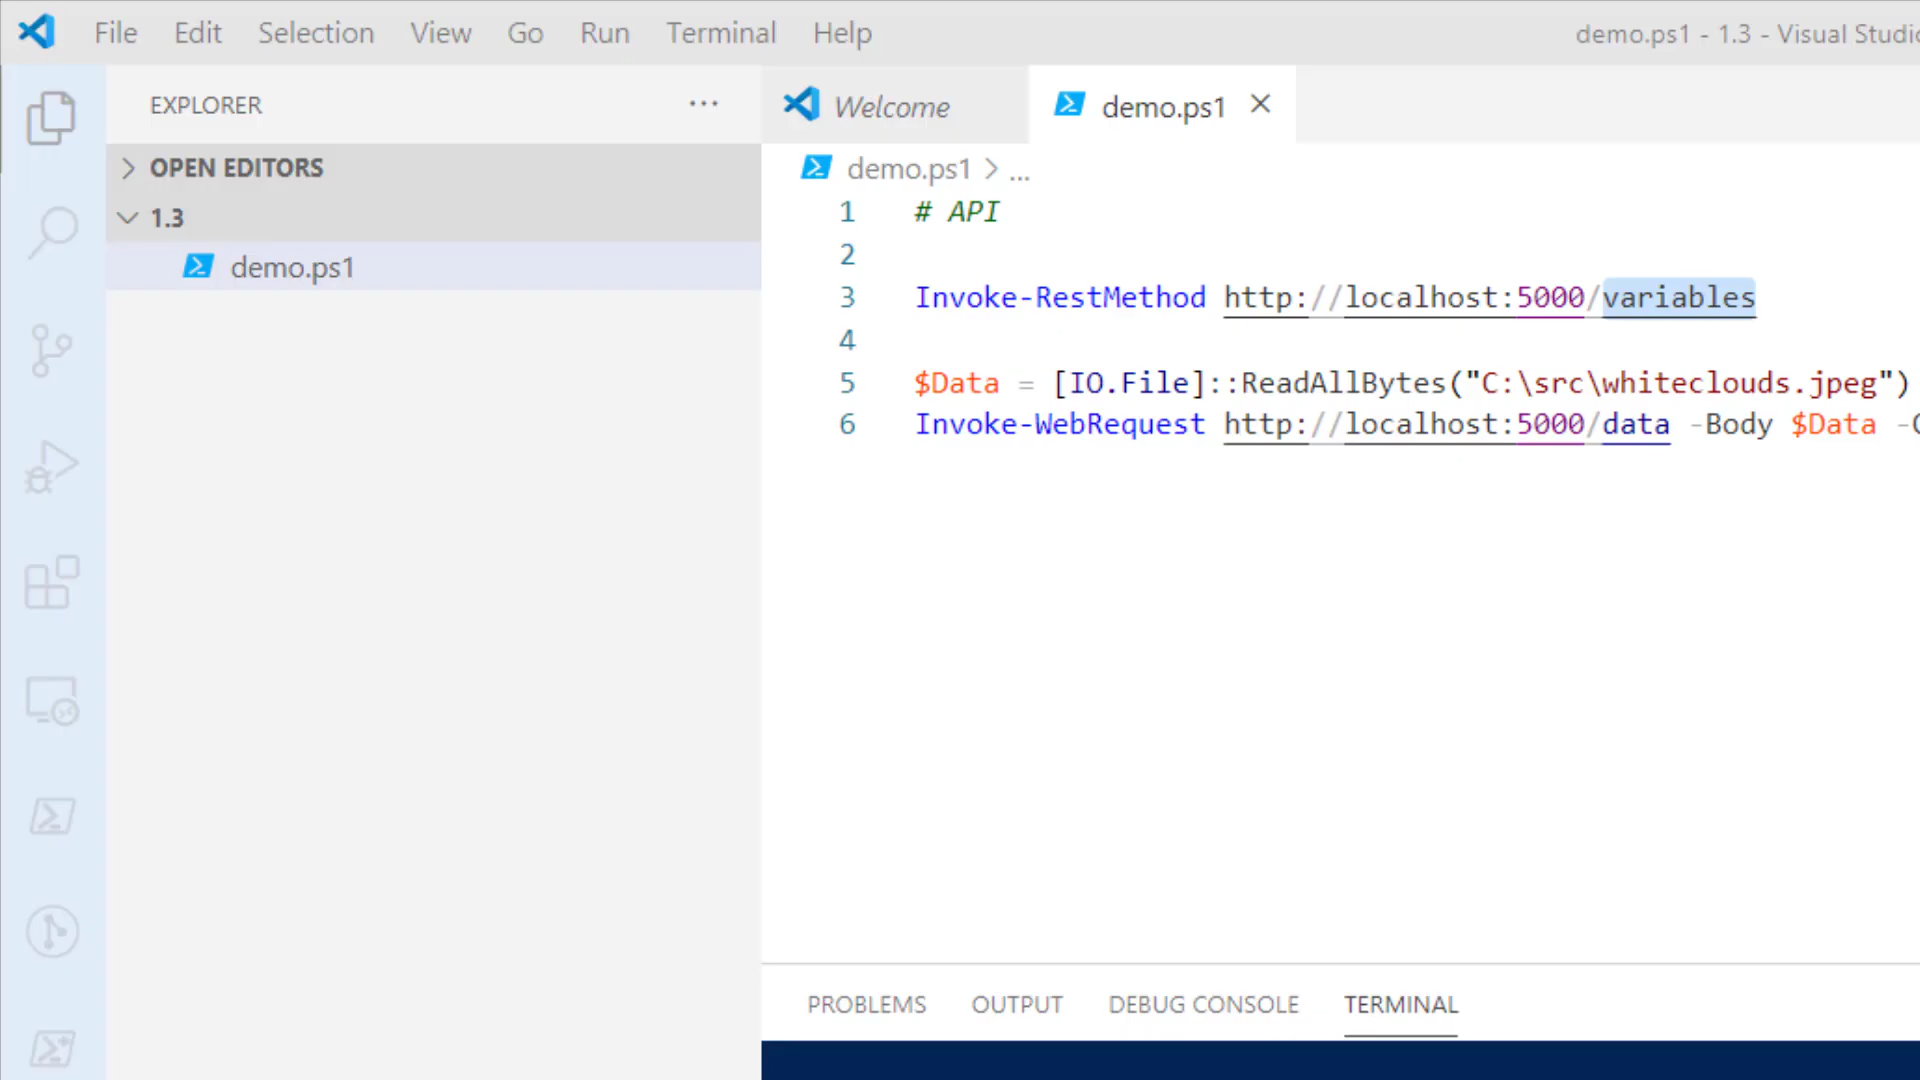 File Edit Selection View Go Run Terminal Help
demo.ps1 - 1.3 - Visual Studi
EXPLORER
OPEN EDITORS
1.3
demo.ps1
Welcome
demo.ps1
demo.ps1 > ...
1 # API
2
3 Invoke-RestMethod http://localhost:5000/variables
4
5 $Data = [IO.File]::ReadAllBytes("C:\src\whiteclouds.jpeg")
6 Invoke-WebRequest http://localhost:5000/data -Body $Data -
PROBLEMS OUTPUT DEBUG CONSOLE TERMINAL